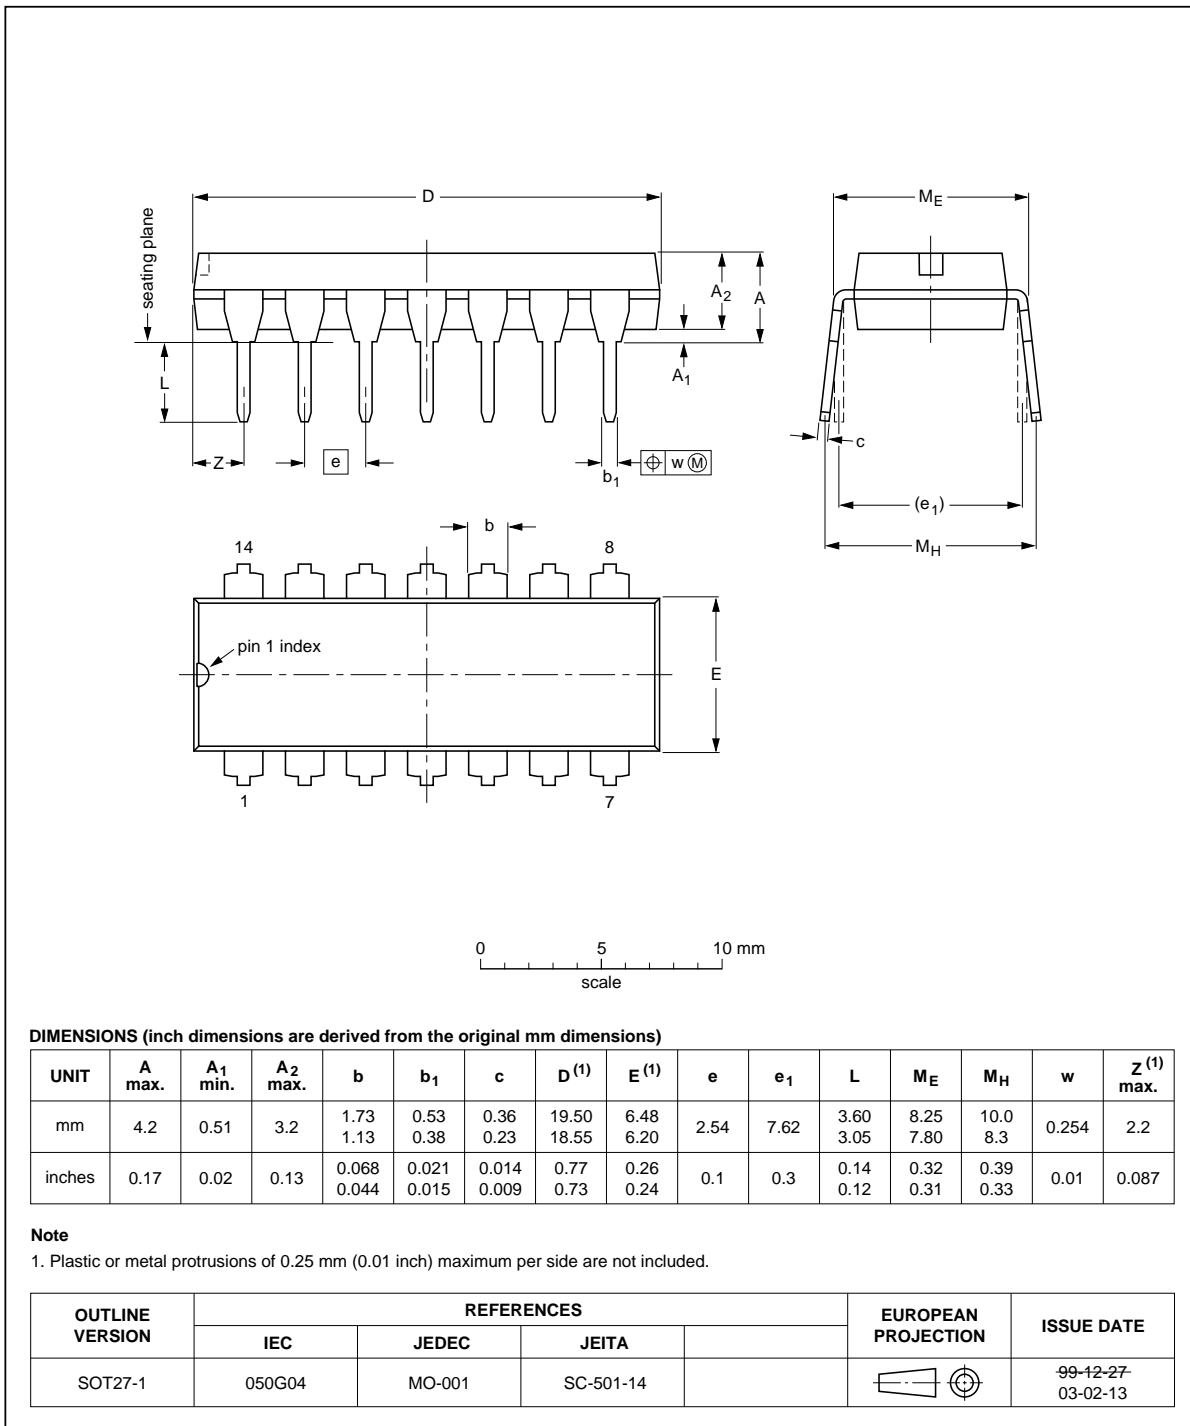 D
ME
seating plane
A2
A
A1
L
Z
e
b1
w M
c
(e1)
MH
b
14
8
pin 1 index
E
1
7
0 5 10 mm
scale
DIMENSIONS (inch dimensions are derived from the original mm dimensions)
UNIT A max. A1 min. A2 max. b b1 c D(1) E(1) e e1 L ME MH w Z(1) max.
mm 4.2 0.51 3.2 1.73 1.13 0.53 0.38 0.36 0.23 19.50 18.55 6.48 6.20 2.54 7.62 3.60 3.05 8.25 7.80 10.0 8.3 0.254 2.2
inches 0.17 0.02 0.13 0.068 0.044 0.021 0.015 0.014 0.009 0.77 0.73 0.26 0.24 0.1 0.3 0.14 0.12 0.32 0.31 0.39 0.33 0.01 0.087
Note
1. Plastic or metal protrusions of 0.25 mm (0.01 inch) maximum per side are not included.
OUTLINE VERSION REFERENCES EUROPEAN PROJECTION ISSUE DATE
IEC JEDEC JEITA
SOT27-1 050G04 MO-001 SC-501-14 99-12-27
03-02-13